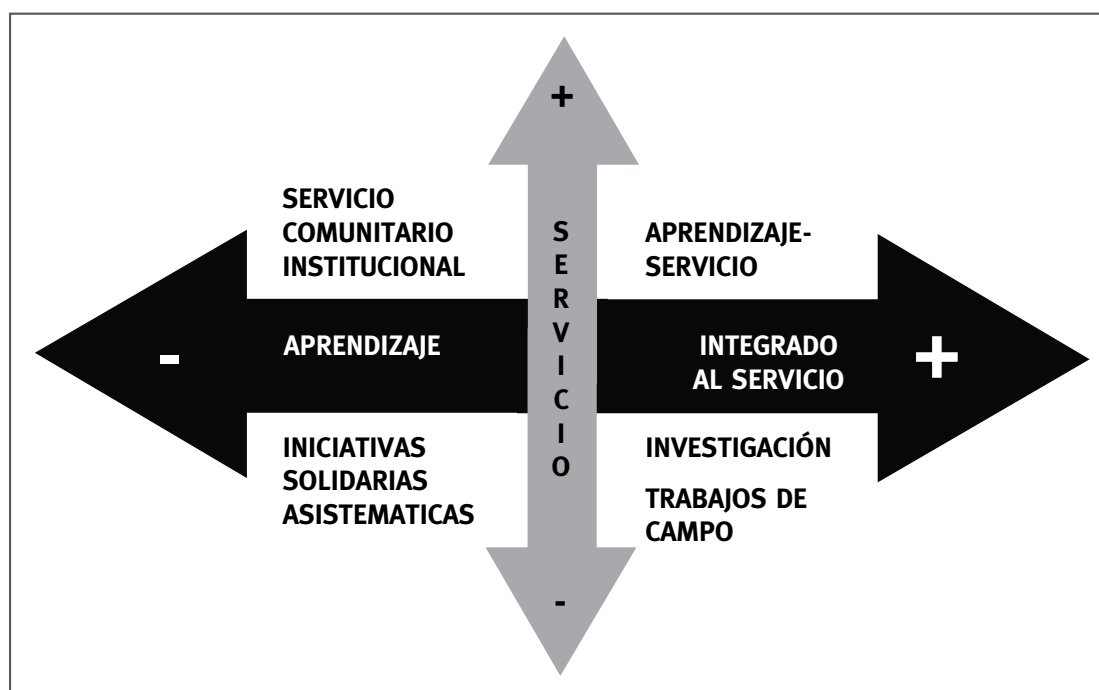 +
SERVICIO
COMUNITARIO
INSTITUCIONAL
S
E
R
V
I
C
I
O
APRENDIZAJE-
SERVICIO
-
APRENDIZAJE
INTEGRADO
AL SERVICIO
+
INICIATIVAS
SOLIDARIAS
ASISTEMATICAS
INVESTIGACIÓN
TRABAJOS DE
CAMPO
-